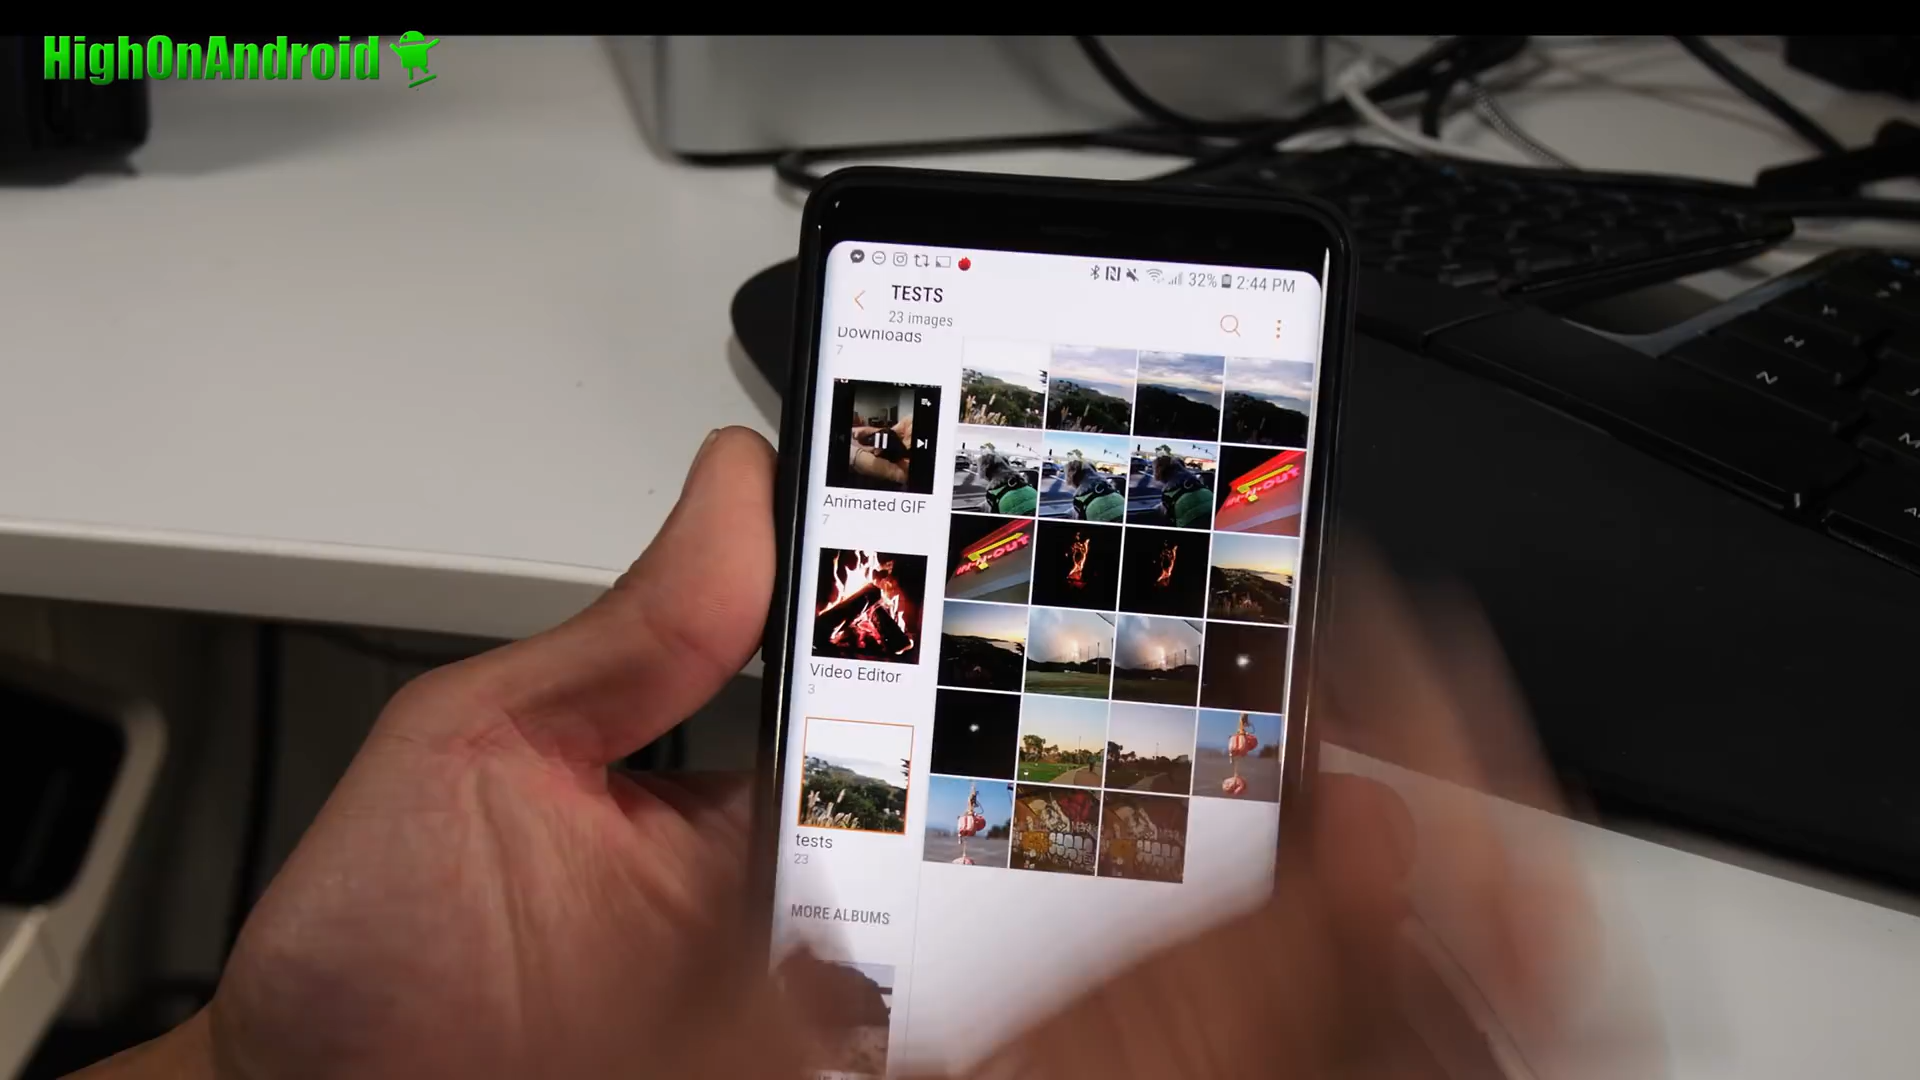 HighOnAndroid
32% 2:44 PM
TESTS
23 images
Downloads
7
Animated GIF
7
Video Editor
3
tests
23
MORE ALBUMS